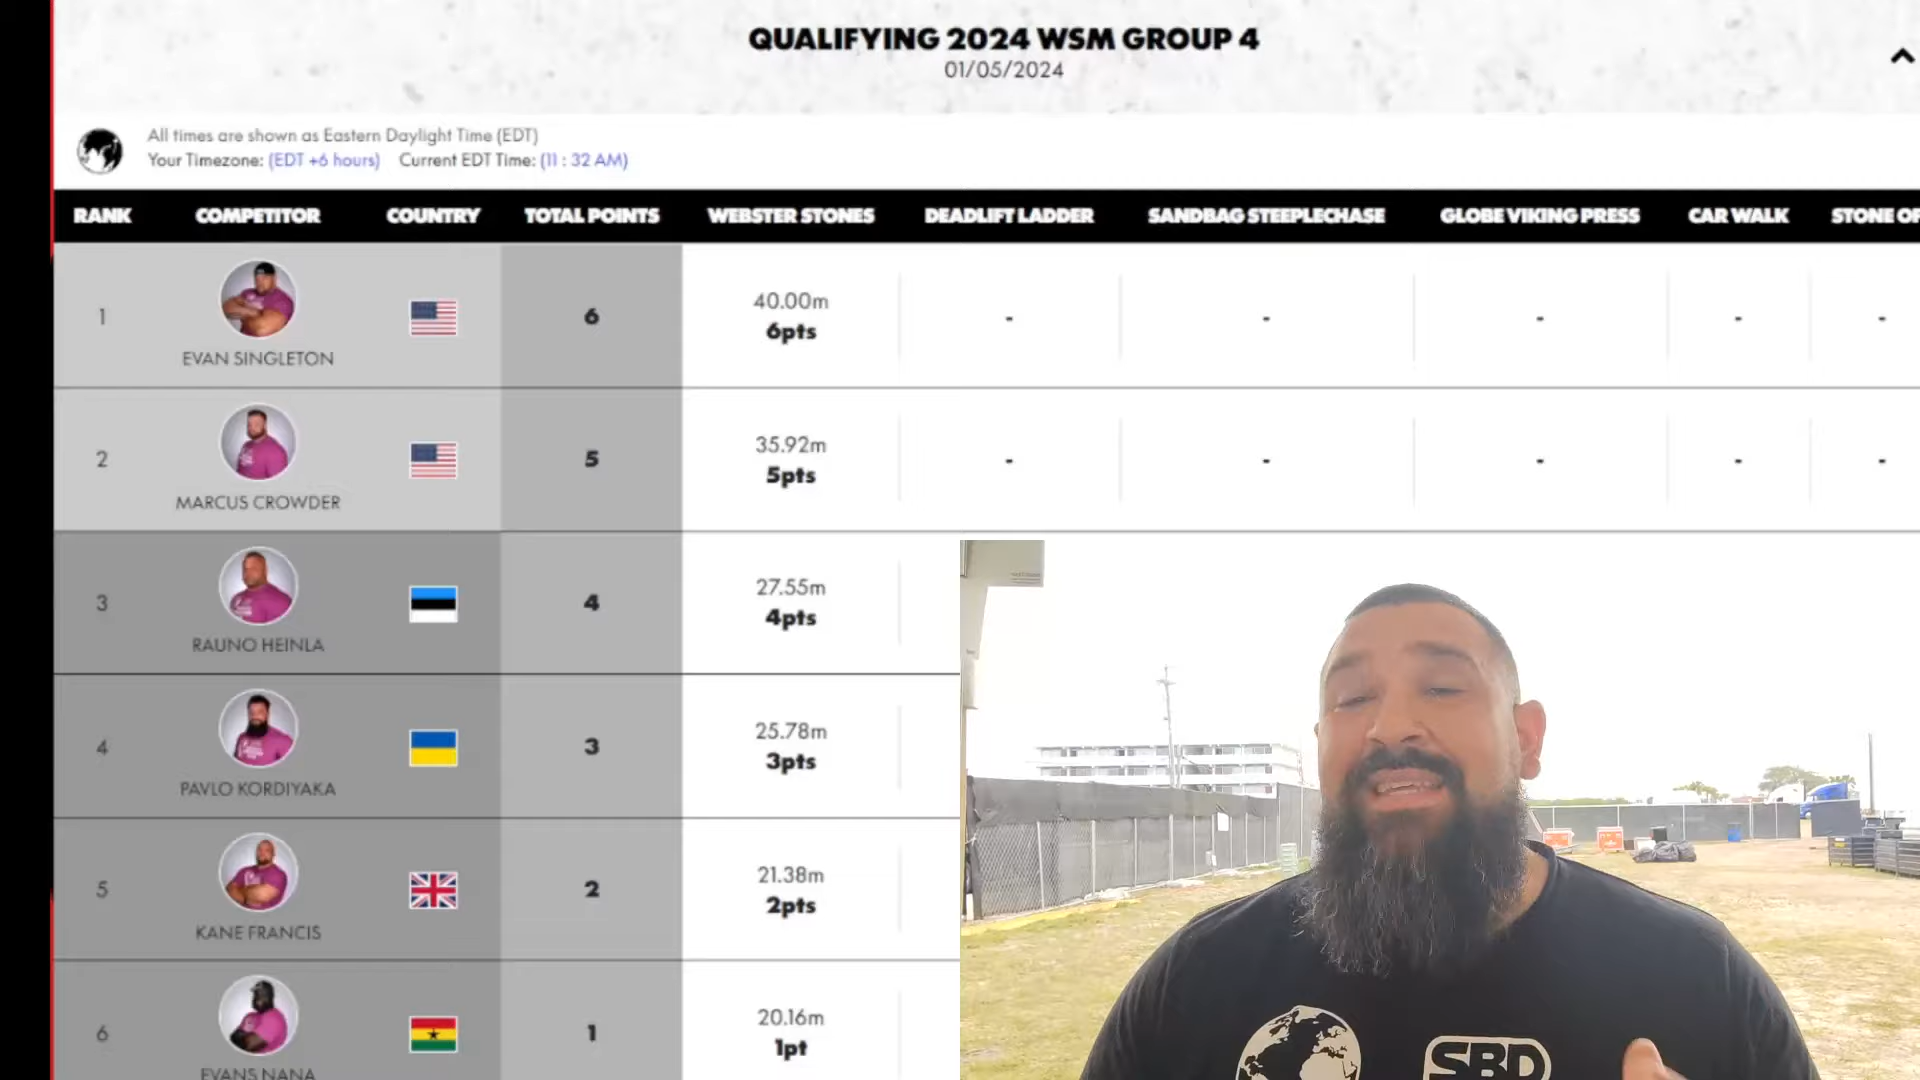 QUALIFYING 2024 WSM GROUP 4
01/05/2024
All times are shown as Eastern Daylight Time (EDT)
Your Timezone: (EDT +6 hours) Current EDT Time: (11 : 32 AM)
RANK COMPETITOR COUNTRY TOTAL POINTS WEBSTER STONES DEADLIFT LADDER SANDBAG STEEPLECHASE GLOBE VIKING PRESS CAR WALK STONE OF
1 EVAN SINGLETON 6 40.00m 6pts - - - - -
2 MARCUS CROWDER 5 35.92m 5pts - - - - -
3 RAUNO HEINLA 4 27.55m 4pts
4 PAVLO KORDIYAKA 3 25.78m 3pts
5 KANE FRANCIS 2 21.38m 2pts
6 EVANS NANA 1 20.16m 1pt
SBD